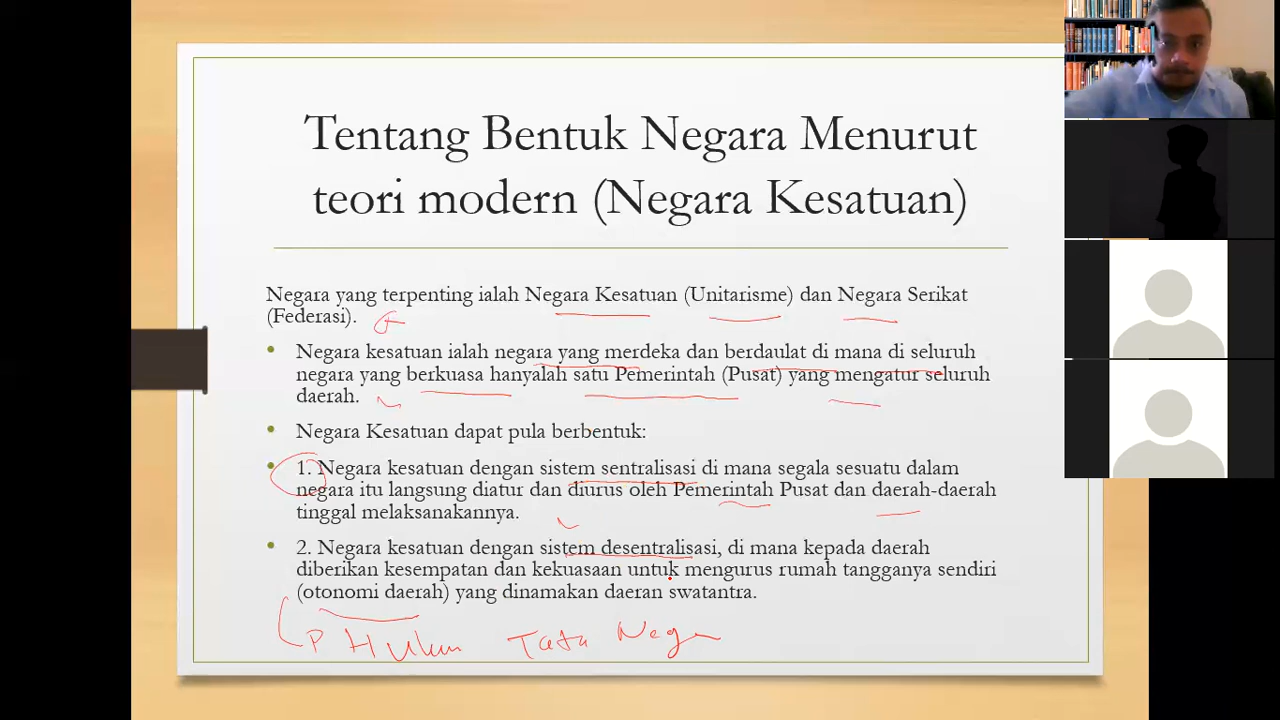 Tentang Bentuk Negara Menurut
teori modern (Negara Kesatuan)
Negara yang terpenting ialah Negara Kesatuan (Unitarisme) dan Negara Serikat
(Federasi).
• Negara kesatuan ialah negara yang merdeka dan berdaulat di mana di seluruh
negara yang berkuasa hanyalah satu Pemerintah (Pusat) yang mengatur seluruh
daerah.
• Negara Kesatuan dapat pula berbentuk:
• 1. Negara kesatuan dengan sistem sentralisasi di mana segala sesuatu dalam
negara itu langsung diatur dan diurus oleh Pemerintah Pusat dan daerah-daerah
tinggal melaksanakannya.
• 2. Negara kesatuan dengan sistem desentralisasi, di mana kepada daerah
diberikan kesempatan dan kekuasaan untuk mengurus rumah tangganya sendiri
(otonomi daerah) yang dinamakan daeran swatantra.
Hukum Tata